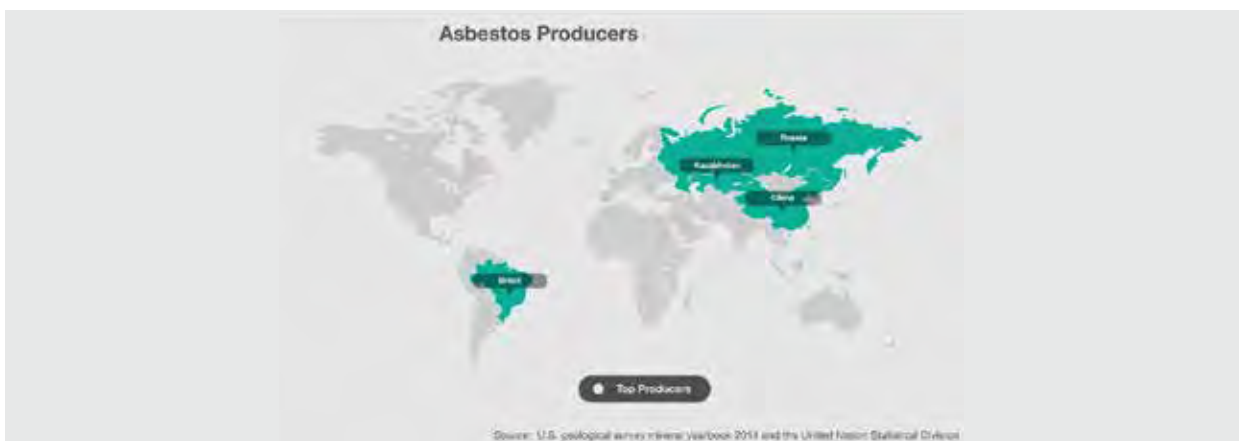 Asbestos Producers
Russia
Kazakhstan
China
Brazil
Top Producers
Source: U.S. geological survey mineral yearbook 2014 and the United Nation Statistical Division